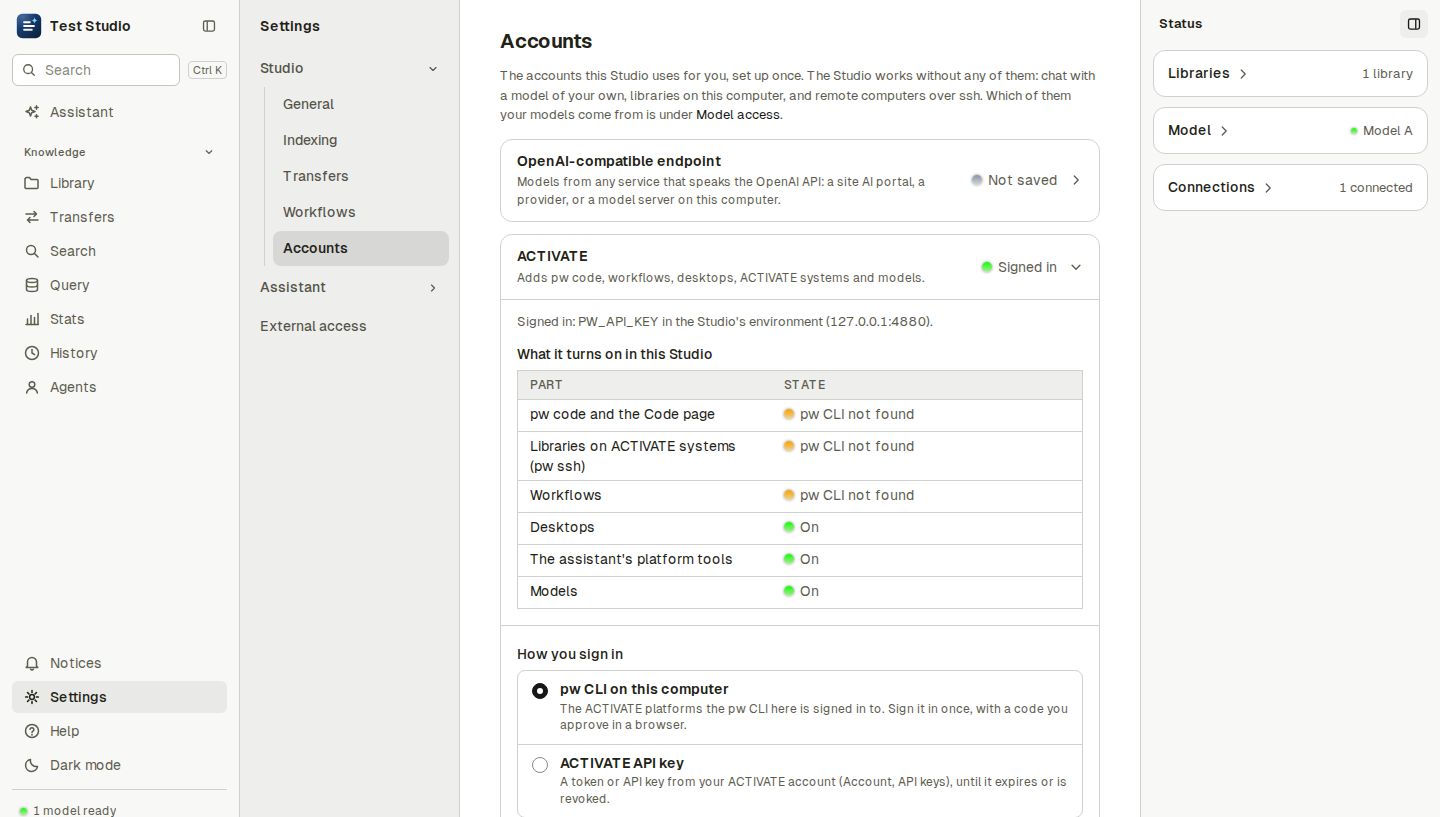 Test Studio
Search
Ctrl K
Assistant
Knowledge
Library
Transfers
Search
Query
Stats
History
Agents
Notices
Settings
Help
Dark mode
1 model ready
Settings
Studio
General
Indexing
Transfers
Workflows
Accounts
Assistant
External access
Accounts
The accounts this Studio uses for you, set up once. The Studio works without any of them: chat with
a model of your own, libraries on this computer, and remote computers over ssh. Which of them
your models come from is under Model access.
OpenAI-compatible endpoint
Models from any service that speaks the OpenAI API: a site AI portal, a
provider, or a model server on this computer.
Not saved
ACTIVATE
Adds pw code, workflows, desktops, ACTIVATE systems and models.
Signed in
Signed in: PW_API_KEY in the Studio's environment (127.0.0.1:4880).
What it turns on in this Studio
PART STATE
pw code and the Code page pw CLI not found
Libraries on ACTIVATE systems pw CLI not found
(pw ssh)
Workflows pw CLI not found
Desktops On
The assistant's platform tools On
Models On
How you sign in
pw CLI on this computer
The ACTIVATE platforms the pw CLI here is signed in to. Sign it in once, with a code you
approve in a browser.
ACTIVATE API key
A token or API key from your ACTIVATE account (Account, API keys), until it expires or is
revoked.
Status
Libraries 1 library
Model Model A
Connections 1 connected